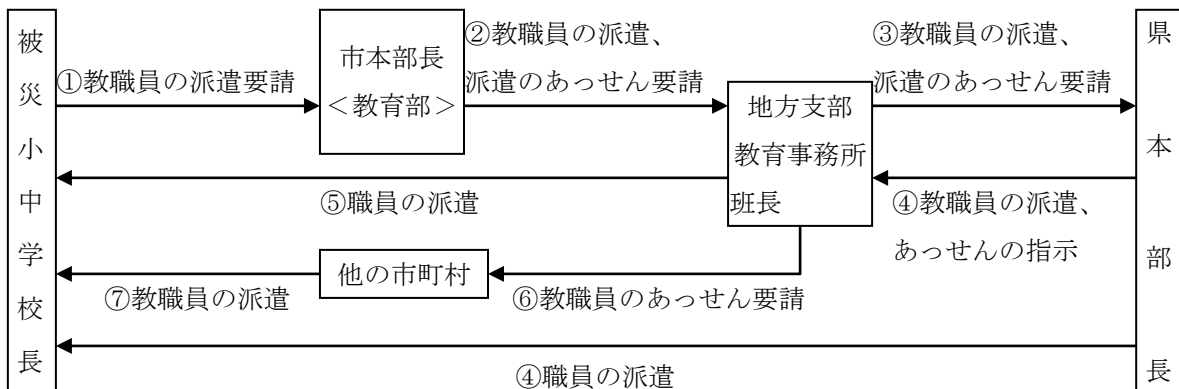 被災小中学校長
①教職員の派遣要請
市本部長
＜教育部＞
②教職員の派遣、
派遣のあっせん要請
地方支部
教育事務所
班長
③教職員の派遣、
派遣のあっせん要請
県本部長
④教職員の派遣、
あっせんの指示
⑤職員の派遣
⑥教職員のあっせん要請
他の市町村
⑦教職員の派遣
④職員の派遣